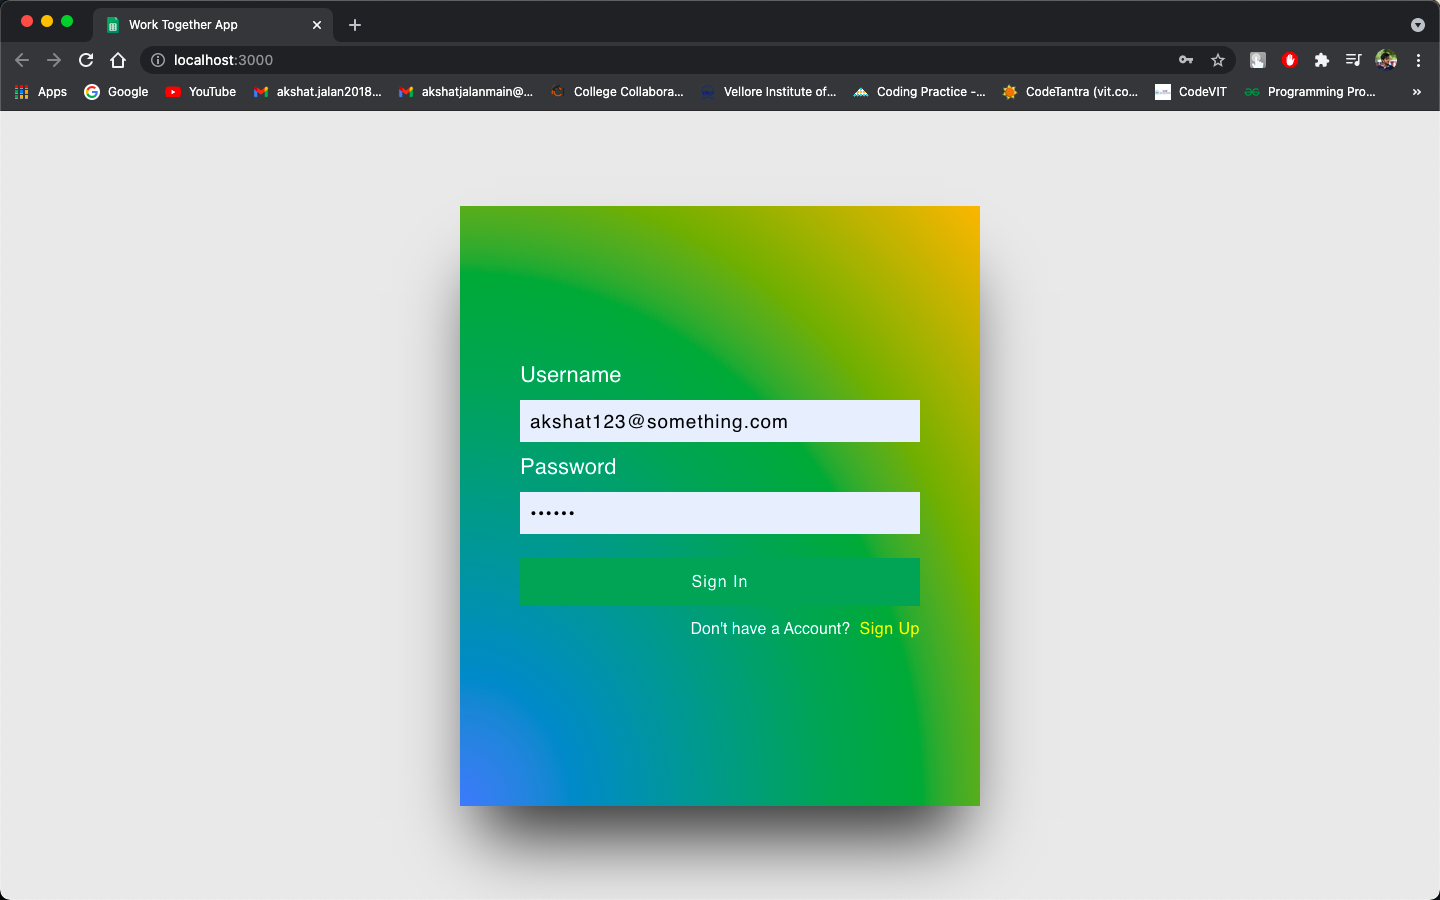 Work Together App
localhost:3000
Apps
Google
YouTube
akshat.jalan2018...
akshatjalanmain@...
College Collabora...
Vellore Institute of...
Coding Practice -...
CodeTantra (vit.co...
CodeVIT
Programming Pro...
»
Username
akshat123@something.com
Password
••••••
Sign In
Don't have a Account? Sign Up